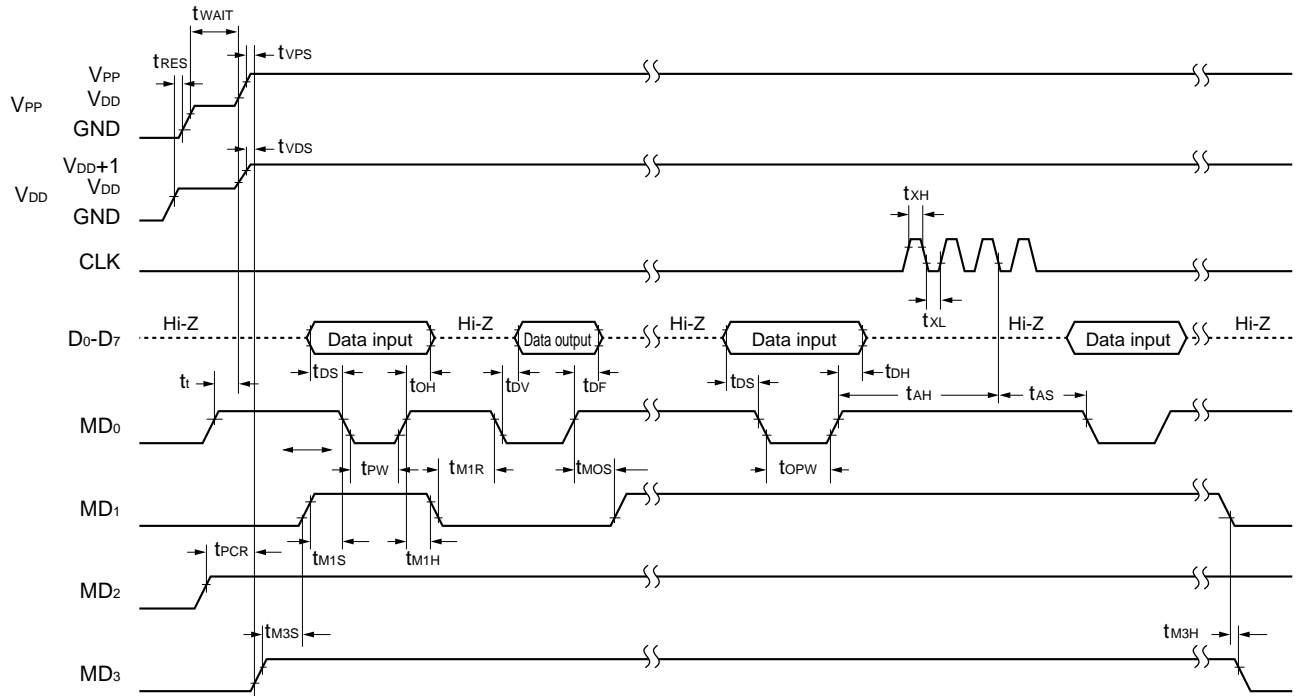 tWAIT
tVPS
tRES
VPP
VPP
VDD
GND
tVDS
VDD+1
VDD
VDD
GND
tXH
CLK
tXL
D0-D7
Hi-Z
Data input
Hi-Z
Data output
Hi-Z
Data input
Hi-Z
Data input
Hi-Z
tt
tDS
tOH
tDV
tDF
tDS
tDH
tAH
tAS
MD0
tPW
tM1R
tMOS
tOPW
MD1
tPCR
tM1S
tM1H
MD2
tM3S
tM3H
MD3